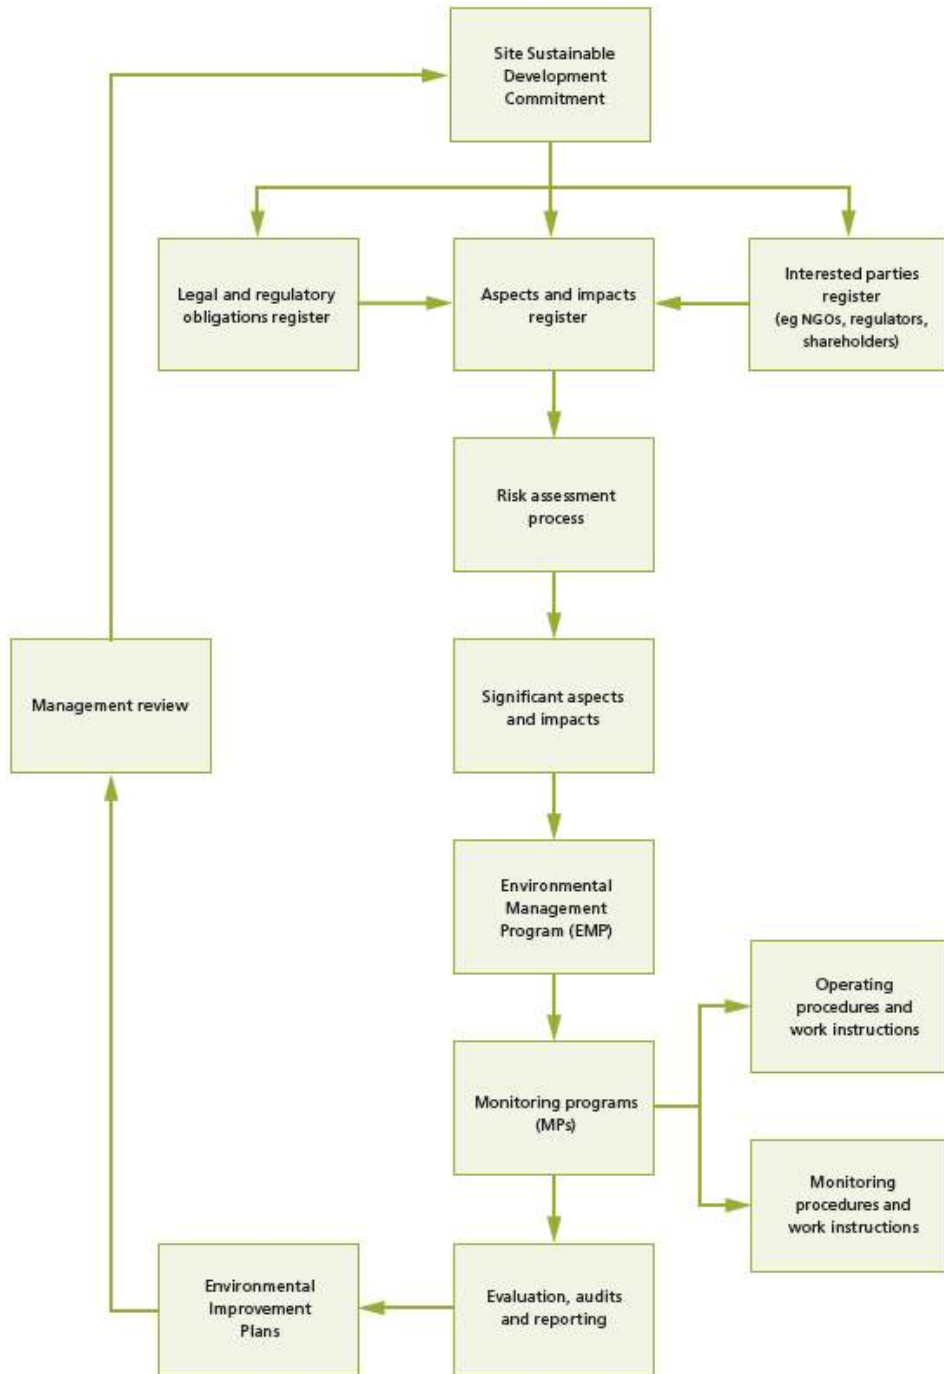 Site Sustainable
Development
Commitment
Legal and regulatory
obligations register
Aspects and impacts
register
Interested parties
register
(eg NGOs, regulators,
shareholders)
Risk assessment
process
Management review
Significant aspects
and impacts
Environmental
Management
Program (EMP)
Operating
procedures and
work instructions
Monitoring programs
(MPs)
Monitoring
procedures and
work instructions
Environmental
Improvement
Plans
Evaluation, audits
and reporting